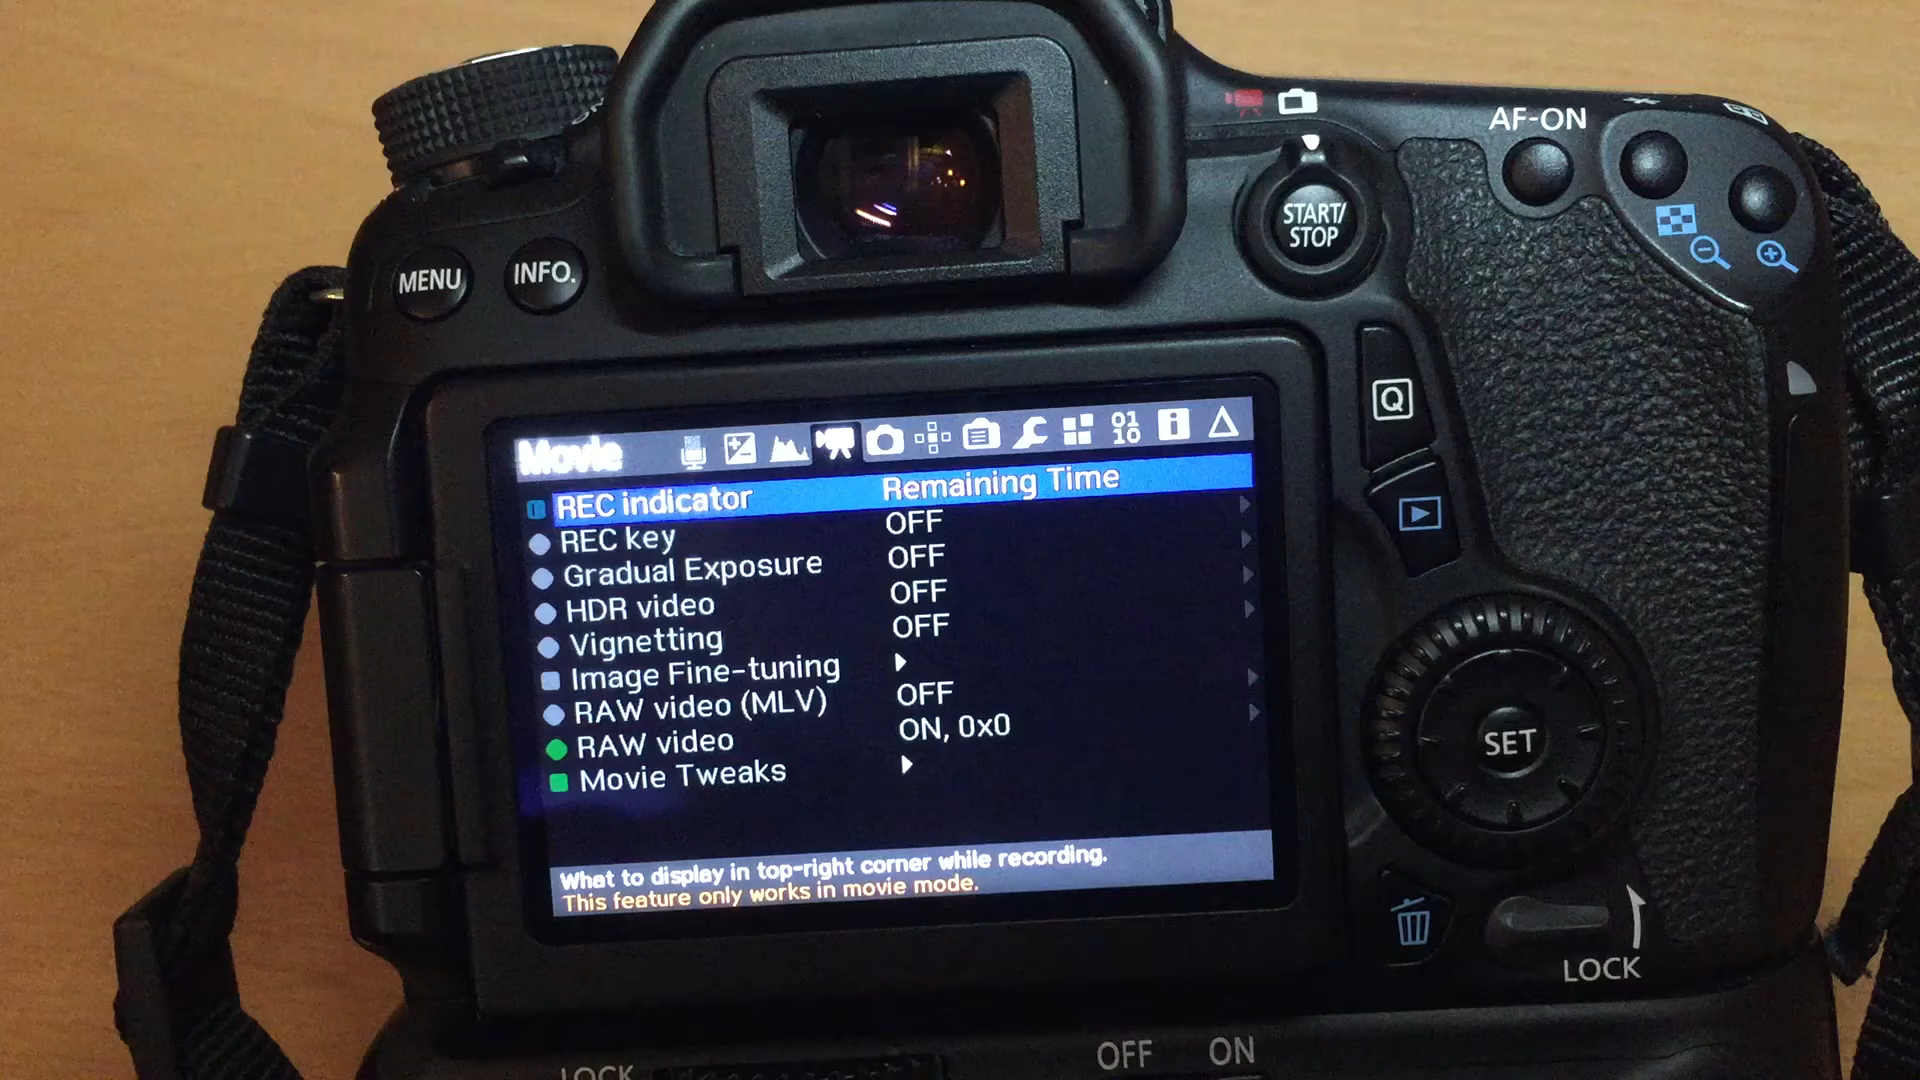 AF-ON
MENU
INFO.
START/
STOP
Q
Movie
01
10
i
REC indicator Remaining Time
REC key OFF
Gradual Exposure OFF
HDR video OFF
Vignetting OFF
Image Fine-tuning
RAW video (MLV) OFF
RAW video ON, 0x0
Movie Tweaks
What to display in top-right corner while recording.
This feature only works in movie mode.
SET
LOCK
OFF ON
LOCK